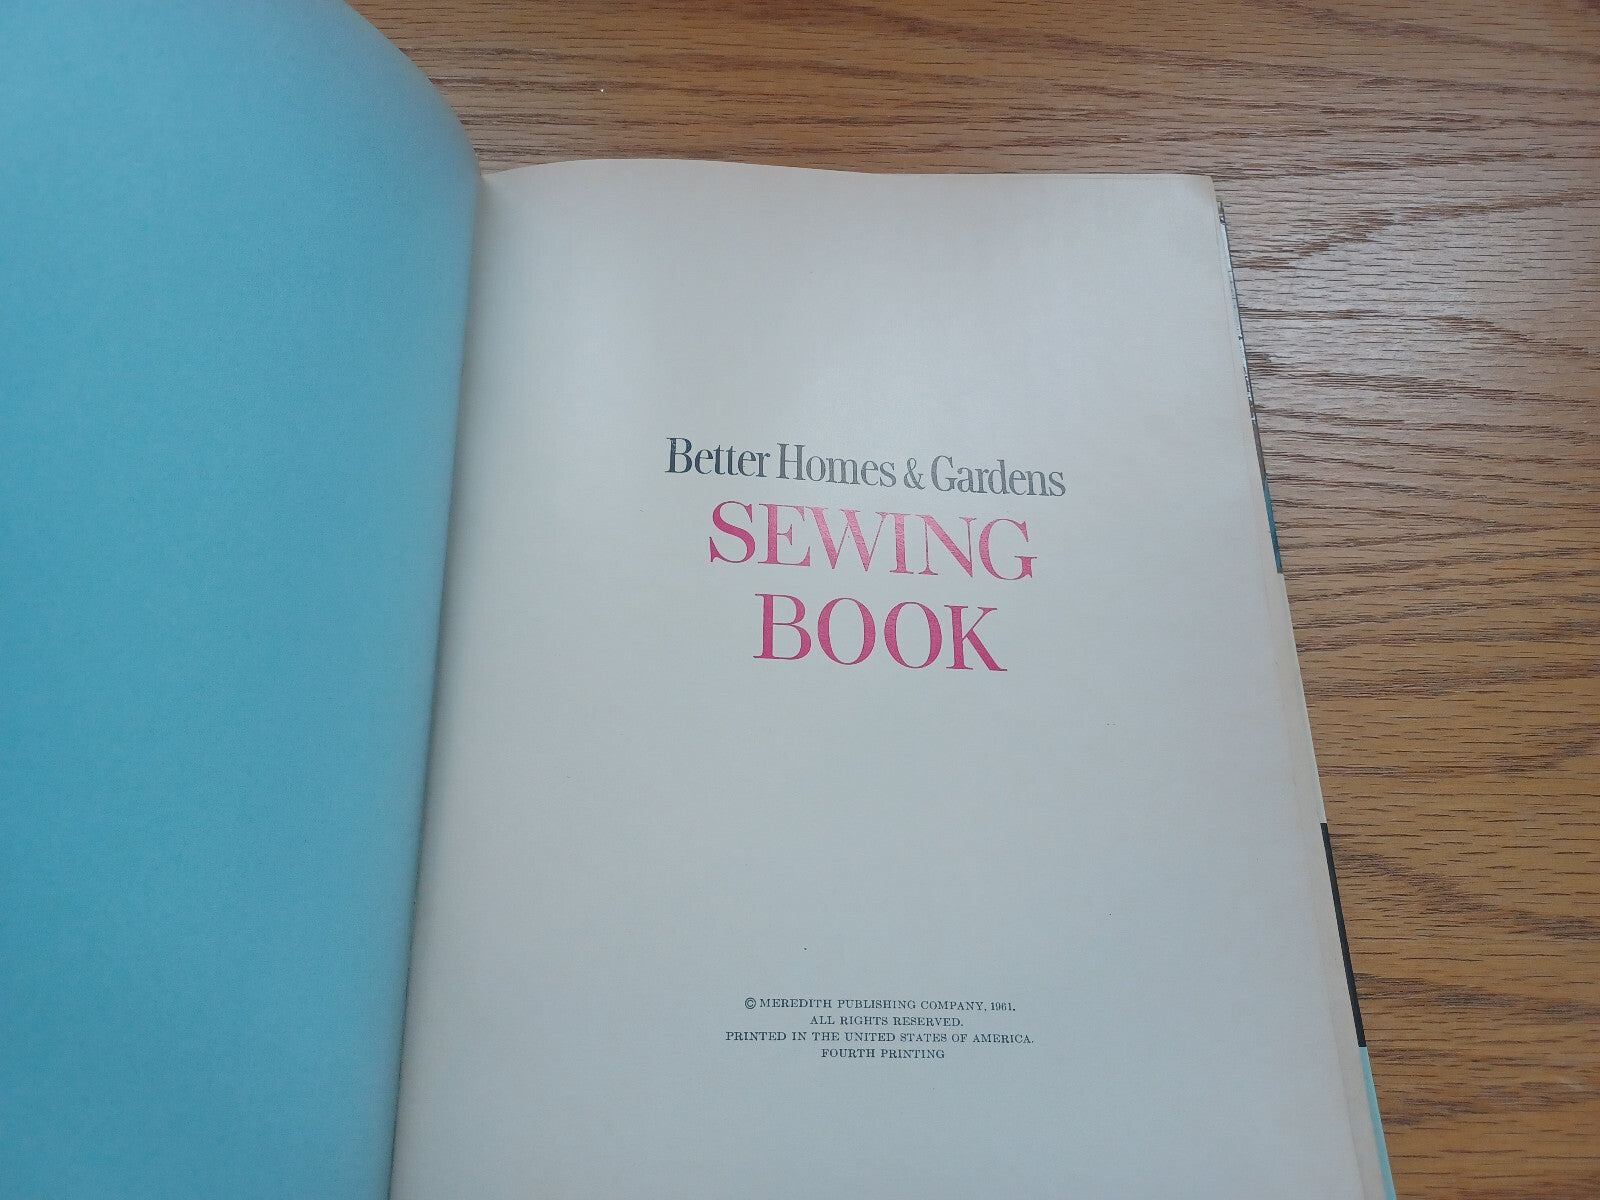 Better Homes & Gardens
SEWING
BOOK
© MEREDITH PUBLISHING COMPANY, 1961.
ALL RIGHTS RESERVED.
PRINTED IN THE UNITED STATES OF AMERICA.
FOURTH PRINTING